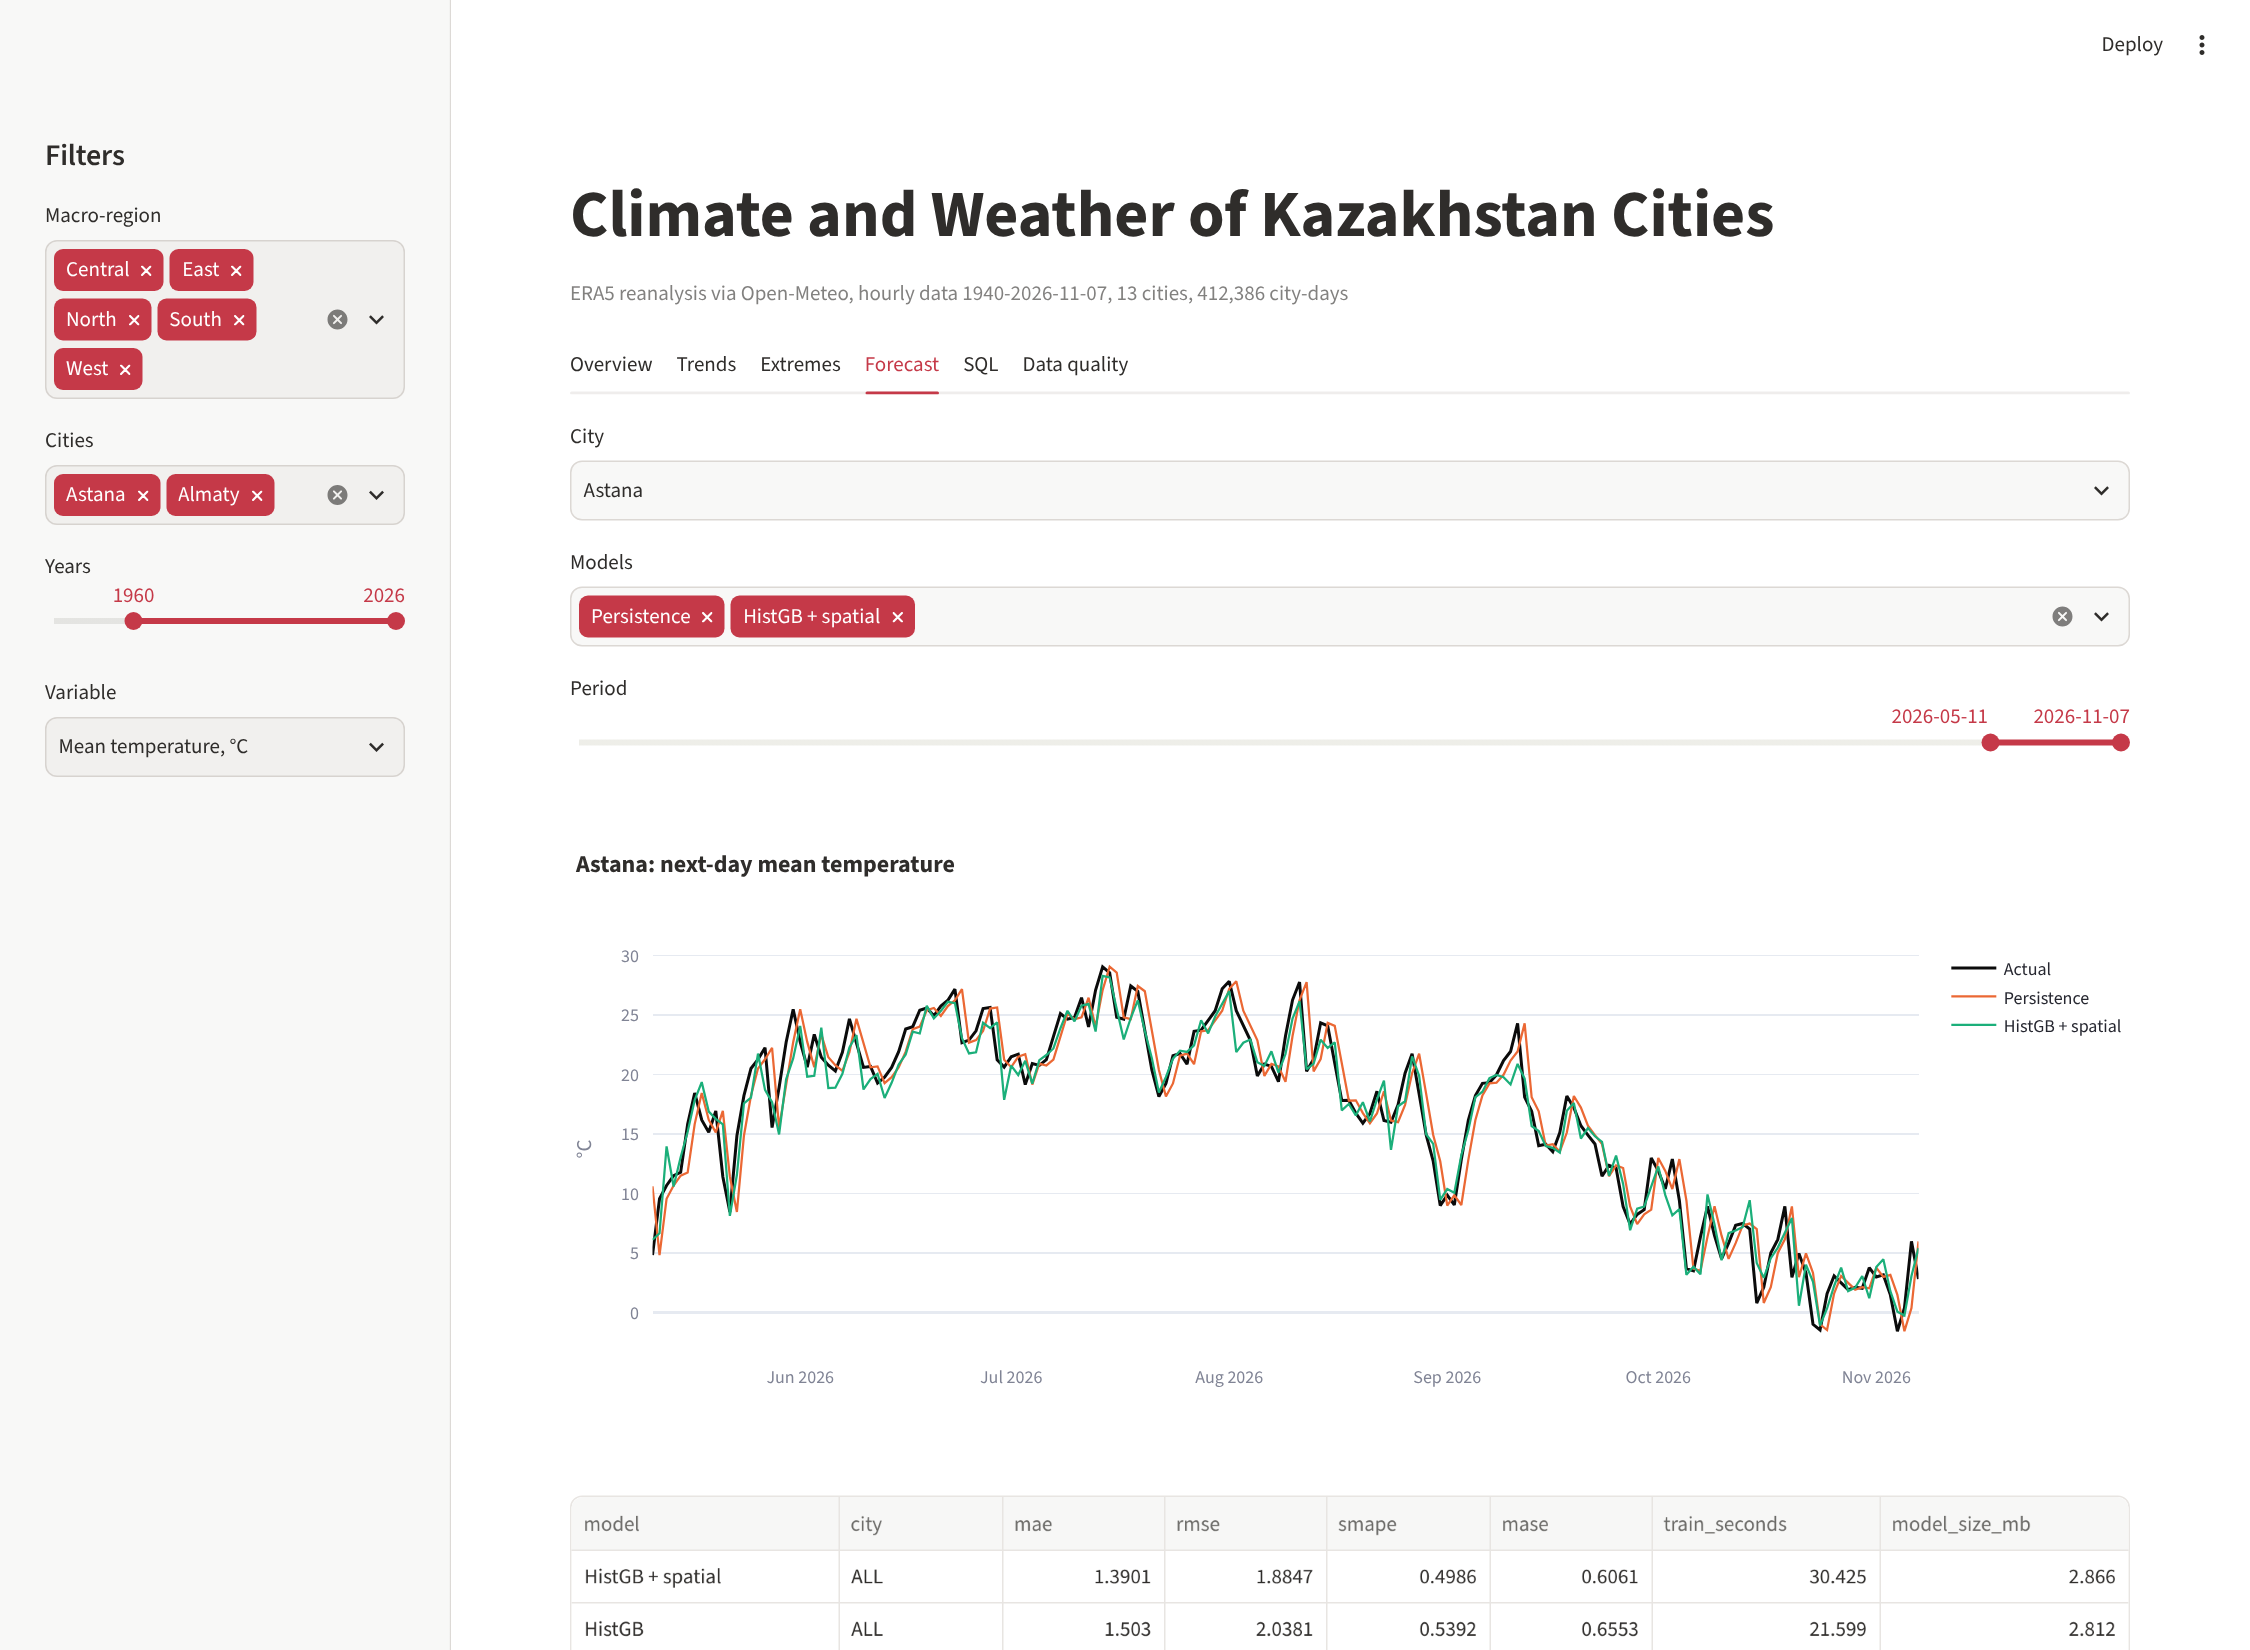 Deploy
Filters
Macro-region
Central
East
North
South
West
Cities
Astana
Almaty
Years
1960
2026
Variable
Mean temperature, °C
Climate and Weather of Kazakhstan Cities
ERA5 reanalysis via Open-Meteo, hourly data 1940-2026-11-07, 13 cities, 412,386 city-days
Overview Trends Extremes Forecast SQL Data quality
City
Astana
Models
Persistence
HistGB + spatial
Period
2026-05-11 2026-11-07
Astana: next-day mean temperature
°C
30
25
20
15
10
5
0
Jun 2026 Jul 2026 Aug 2026 Sep 2026 Oct 2026 Nov 2026
Actual
Persistence
HistGB + spatial
model city mae rmse smape mase train_seconds model_size_mb
HistGB + spatial ALL 1.3901 1.8847 0.4986 0.6061 30.425 2.866
HistGB ALL 1.503 2.0381 0.5392 0.6553 21.599 2.812